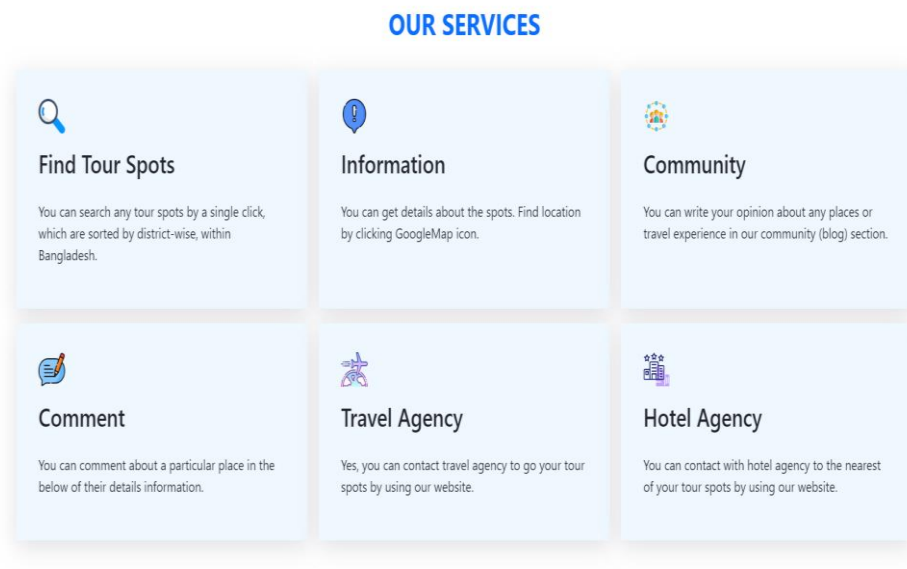 OUR SERVICES
Find Tour Spots
You can search any tour spots by a single click,
which are sorted by district-wise, within
Bangladesh.
Information
You can get details about the spots. Find location
by clicking GoogleMap icon.
Community
You can write your opinion about any places or
travel experience in our community (blog) section.
Comment
You can comment about a particular place in the
below of their details information.
Travel Agency
Yes, you can contact travel agency to go your tour
spots by using our website.
Hotel Agency
You can contact with hotel agency to the nearest
of your tour spots by using our website.